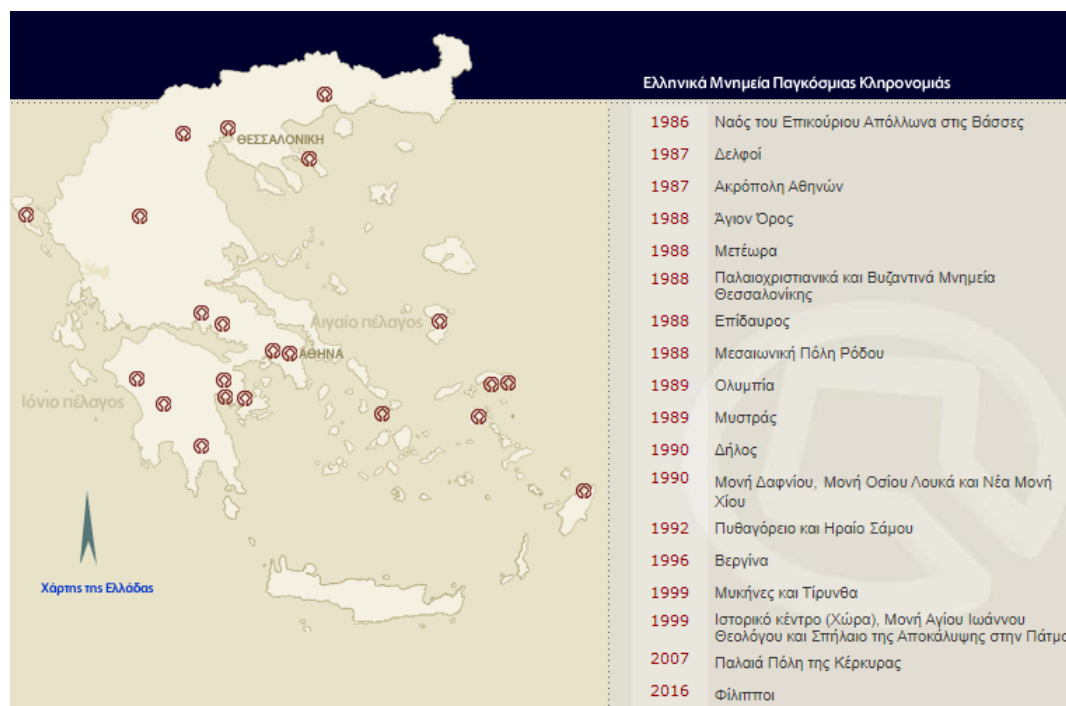 Ελληνικά Μνημεία Παγκόσμιας Κληρονομιάς
1986 Ναός του Επικούριου Απόλλωνα στις Βάσσες
1987 Δελφοί
1987 Ακρόπολη Αθηνών
1988 Άγιον Όρος
1988 Μετέωρα
1988 Παλαιοχριστιανικά και Βυζαντινά Μνημεία
Θεσσαλονίκης
1988 Επίδαυρος
1988 Μεσαιωνική Πόλη Ρόδου
1989 Ολυμπία
1989 Μυστράς
1990 Δήλος
1990 Μονή Δαφνίου, Μονή Οσίου Λουκά και Νέα Μονή
Χίου
1992 Πυθαγόρειο και Ηραίο Σάμου
1996 Βεργίνα
1999 Μυκήνες και Τίρυνθα
1999 Ιστορικό κέντρο (Χώρα), Μονή Αγίου Ιωάννου
Θεολόγου και Σπήλαιο της Αποκάλυψης στην Πάτμο
2007 Παλαιά Πόλη της Κέρκυρας
2016 Φίλιπποι
ΘΕΣΣΑΛΟΝΙΚΗ
Αιγαίο πέλαγος
ΑΘΗΝΑ
Ιόνιο πέλαγος
Χάρτης της Ελλάδας